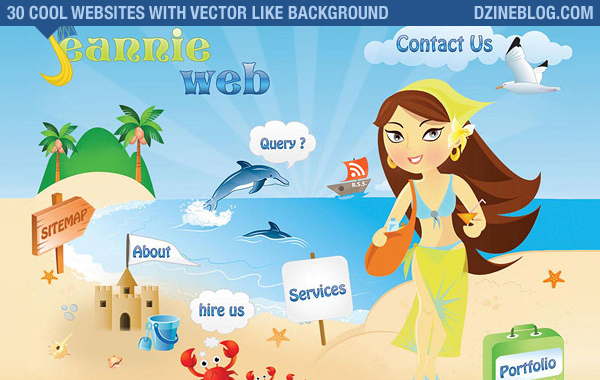 30 COOL WEBSITES WITH VECTOR LIKE BACKGROUND
DZINEBLOG.COM
Jeannie
web
Contact Us
Query ?
R.S.S.
SITEMAP
About
hire us
Services
Portfolio